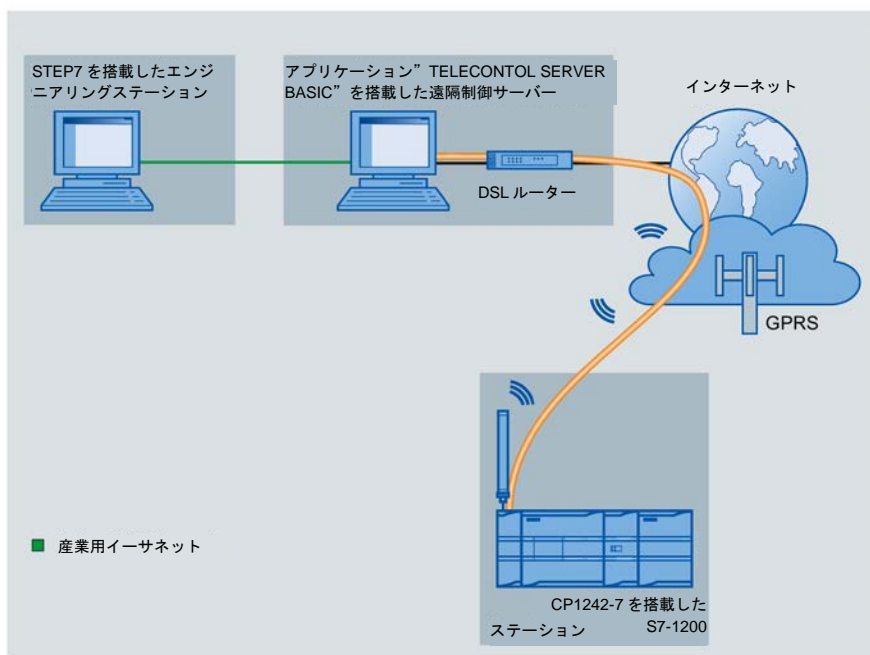 STEP7 を搭載したエンジ
ニアリングステーション
アプリケーション”TELECONTOL SERVER
BASIC”を搭載した遠隔制御サーバー
インターネット
DSL ルーター
GPRS
産業用イーサネット
CP1242-7 を搭載した
ステーション S7-1200